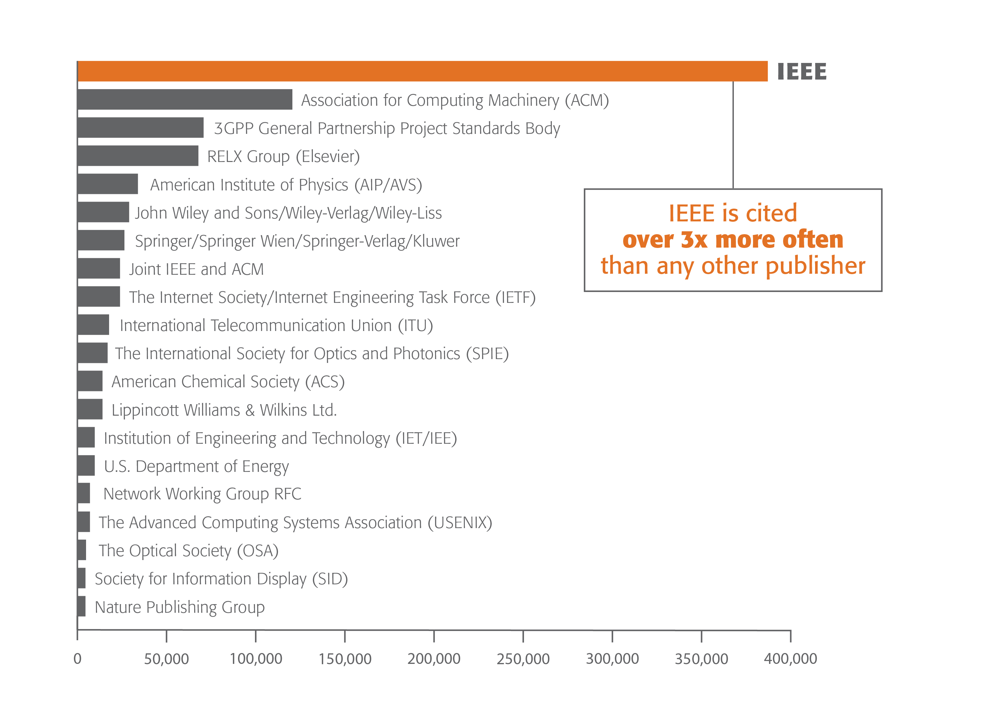 IEEE
Association for Computing Machinery (ACM)
3GPP General Partnership Project Standards Body
RELX Group (Elsevier)
American Institute of Physics (AIP/AVS)
John Wiley and Sons/Wiley-Verlag/Wiley-Liss
Springer/Springer Wien/Springer-Verlag/Kluwer
Joint IEEE and ACM
The Internet Society/Internet Engineering Task Force (IETF)
International Telecommunication Union (ITU)
The International Society for Optics and Photonics (SPIE)
American Chemical Society (ACS)
Lippincott Williams & Wilkins Ltd.
Institution of Engineering and Technology (IET/IEE)
U.S. Department of Energy
Network Working Group RFC
The Advanced Computing Systems Association (USENIX)
The Optical Society (OSA)
Society for Information Display (SID)
Nature Publishing Group
IEEE is cited
over 3x more often
than any other publisher
0 50,000 100,000 150,000 200,000 250,000 300,000 350,000 400,000